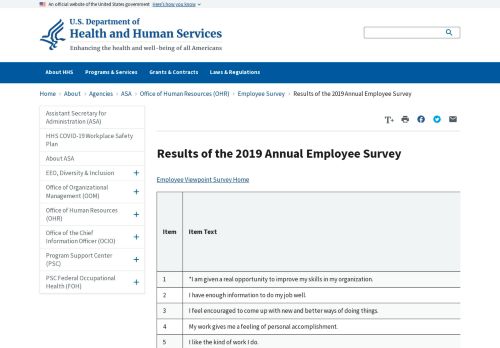 An official website of the United States government Here's how you know
U.S. Department of
Health and Human Services
Enhancing the health and well-being of all Americans
About HHS Programs & Services Grants & Contracts Laws & Regulations
Home › About › Agencies › ASA › Office of Human Resources (OHR) › Employee Survey › Results of the 2019 Annual Employee Survey
Assistant Secretary for
Administration (ASA)
HHS COVID-19 Workplace Safety
Plan
About ASA
EEO, Diversity & Inclusion +
Office of Organizational
Management (OOM) +
Office of Human Resources
(OHR) +
Office of the Chief
Information Officer (OCIO) +
Program Support Center
(PSC) +
PSC Federal Occupational
Health (FOH) +
T+
Results of the 2019 Annual Employee Survey
Employee Viewpoint Survey Home
Item Item Text
1 *I am given a real opportunity to improve my skills in my organization.
2 I have enough information to do my job well.
3 I feel encouraged to come up with new and better ways of doing things.
4 My work gives me a feeling of personal accomplishment.
5 I like the kind of work I do.